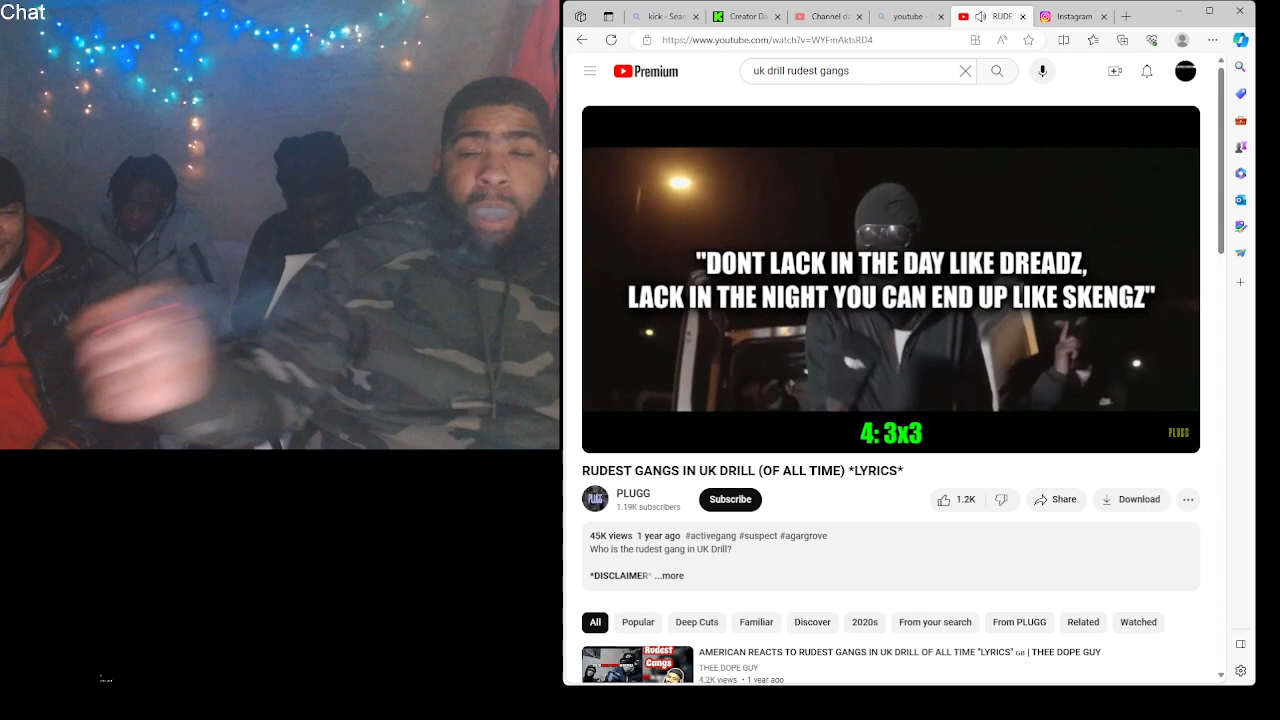 Chat
kick - Sear
Creator Da
Channel da
youtube -
RUDE
Instagram
https://www.youtube.com/watch?v=WYFmAktsRD4
Premium
uk drill rudest gangs
"DONT LACK IN THE DAY LIKE DREADZ,
LACK IN THE NIGHT YOU CAN END UP LIKE SKENGZ"
4: 3x3
PLUGG
RUDEST GANGS IN UK DRILL (OF ALL TIME) *LYRICS*
PLUGG
1.19K subscribers
Subscribe
1.2K
Share
Download
45K views 1 year ago #activegang #suspect #agargrove
Who is the rudest gang in UK Drill?
*DISCLAIMER* ...more
All
Popular
Deep Cuts
Familiar
Discover
2020s
From your search
From PLUGG
Related
Watched
Rudest
Gangs
AMERICAN REACTS TO RUDEST GANGS IN UK DRILL OF ALL TIME "LYRICS" GB | THEE DOPE GUY
THEE DOPE GUY
4.2K views • 1 year ago